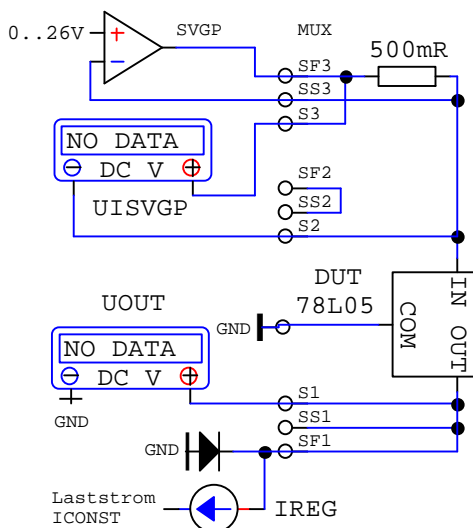 SVGP MUX
0..26V + −
500mR
SF3
SS3
S3
NO DATA
− DC V +
UISVGP
SF2
SS2
S2
DUT
78L05
IN OUT
COM
GND
UOUT
NO DATA
− DC V +
GND
S1
SS1
SF1
GND
Laststrom
ICONST
IREG